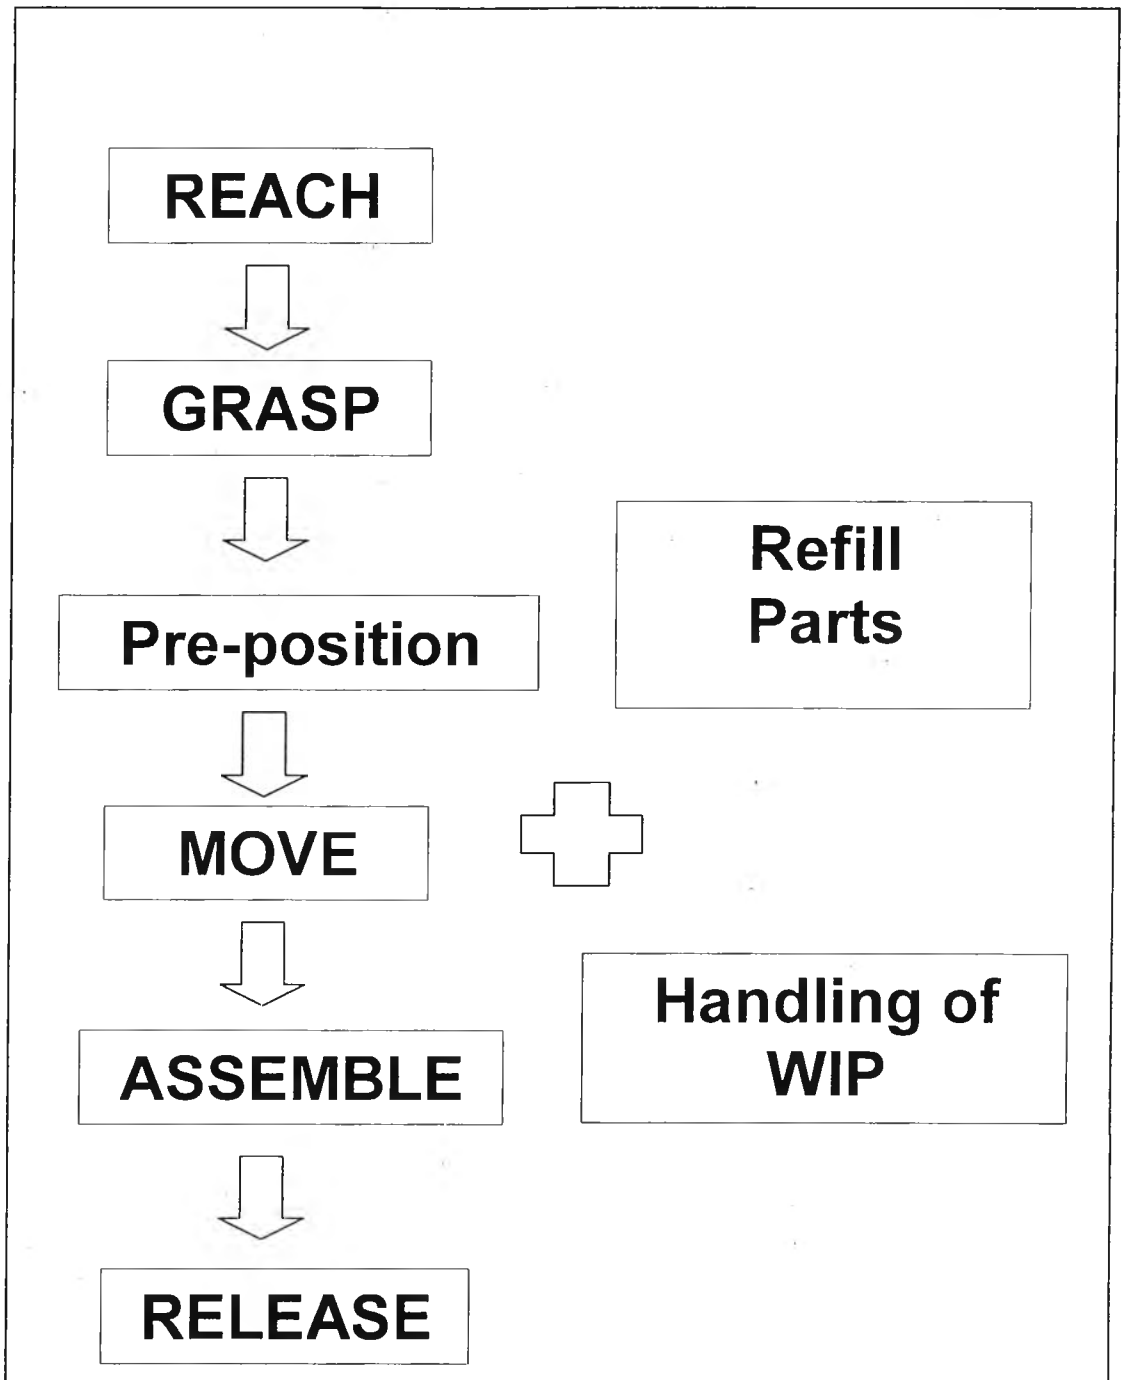 REACH
GRASP
Pre-position
MOVE
ASSEMBLE
RELEASE
Refill
Parts
Handling of
WIP